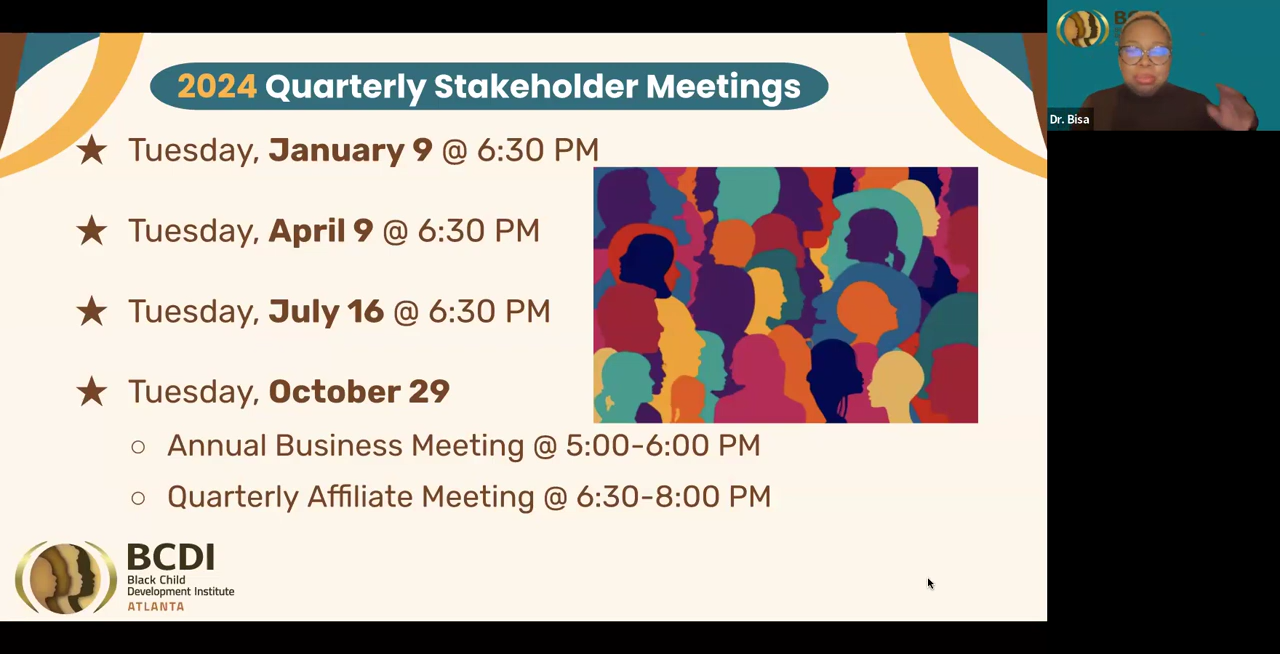 2024 Quarterly Stakeholder Meetings
★ Tuesday, January 9 @ 6:30 PM
★ Tuesday, April 9 @ 6:30 PM
★ Tuesday, July 16 @ 6:30 PM
★ Tuesday, October 29
○ Annual Business Meeting @ 5:00-6:00 PM
○ Quarterly Affiliate Meeting @ 6:30-8:00 PM
BCDI
Black Child
Development Institute
ATLANTA
Dr. Bisa